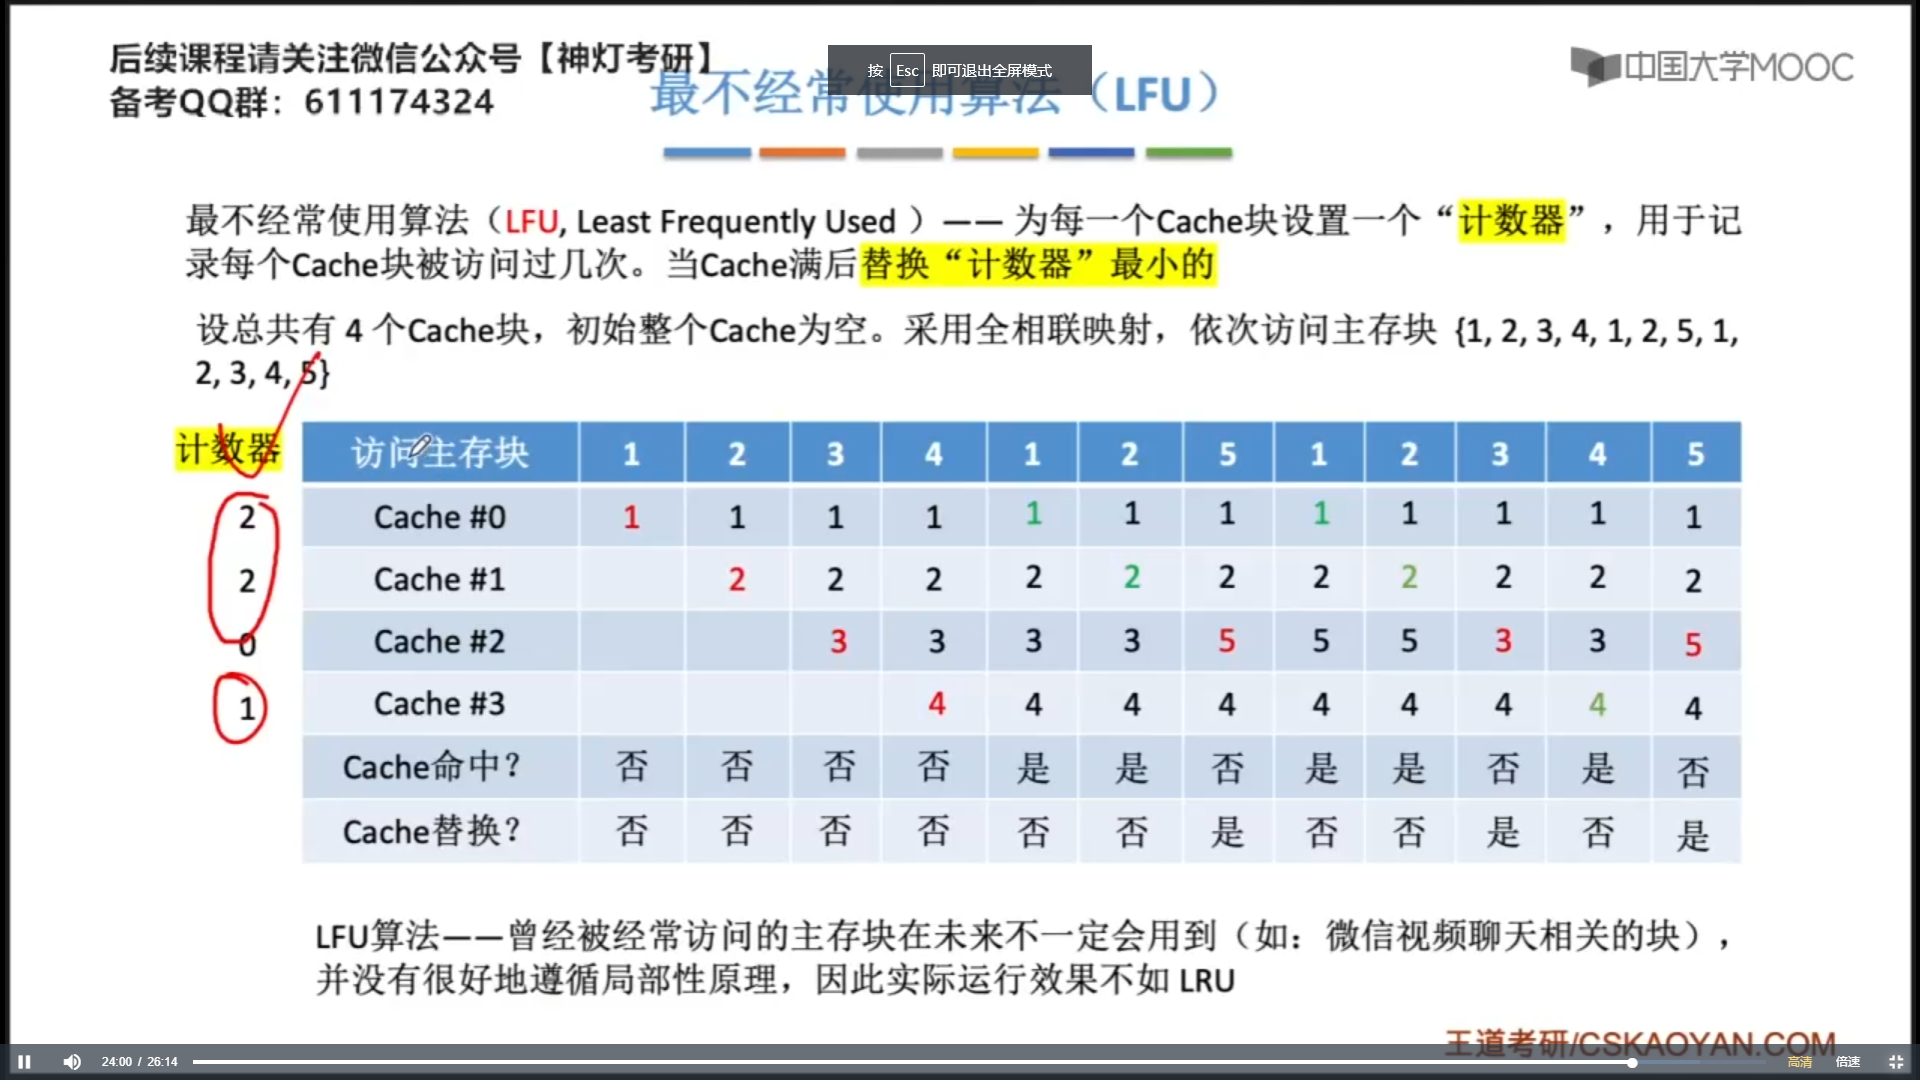 后续课程请关注微信公众号【神灯考研】
备考QQ群：611174324
按 Esc 即可退出全屏模式
中国大学MOOC
最不经常使用算法（LFU）
最不经常使用算法（LFU, Least Frequently Used ）—— 为每一个Cache块设置一个“计数器”，用于记
录每个Cache块被访问过几次。当Cache满后替换“计数器”最小的
设总共有 4 个Cache块，初始整个Cache为空。采用全相联映射，依次访问主存块 {1, 2, 3, 4, 1, 2, 5, 1,
2, 3, 4, 5}
计数器 访问主存块 1 2 3 4 1 2 5 1 2 3 4 5
2 Cache #0 1 1 1 1 1 1 1 1 1 1 1 1
2 Cache #1 2 2 2 2 2 2 2 2 2 2 2
0 Cache #2 3 3 3 3 5 5 5 3 3 5
1 Cache #3 4 4 4 4 4 4 4 4 4
Cache命中？ 否 否 否 否 是 是 否 是 是 否 是 否
Cache替换？ 否 否 否 否 否 否 是 否 否 是 否 是
LFU算法——曾经被经常访问的主存块在未来不一定会用到（如：微信视频聊天相关的块），
并没有很好地遵循局部性原理，因此实际运行效果不如 LRU
王道考研/CSKAOYAN.COM
24:00 / 26:14
高清 倍速